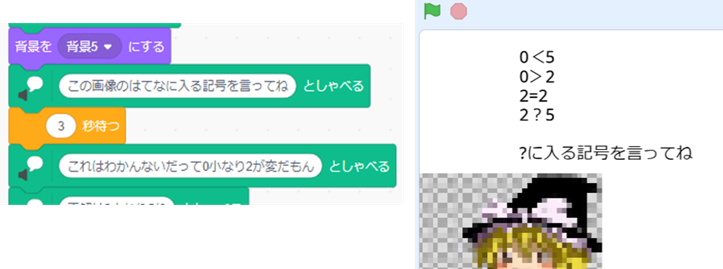 背景を 背景5 にする
この画像のはてなに入る記号を言ってね としゃべる
3 秒待つ
これはわかんないだって0小なり2が変だもん としゃべる
0<5
0>2
2=2
2?5
?に入る記号を言ってね